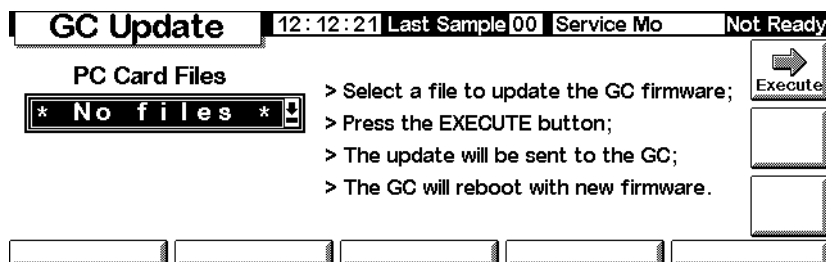 GC Update 12:12:21 Last Sample 00 Service Mo Not Ready
PC Card Files
* No files *
> Select a file to update the GC firmware;
> Press the EXECUTE button;
> The update will be sent to the GC;
> The GC will reboot with new firmware.
Execute